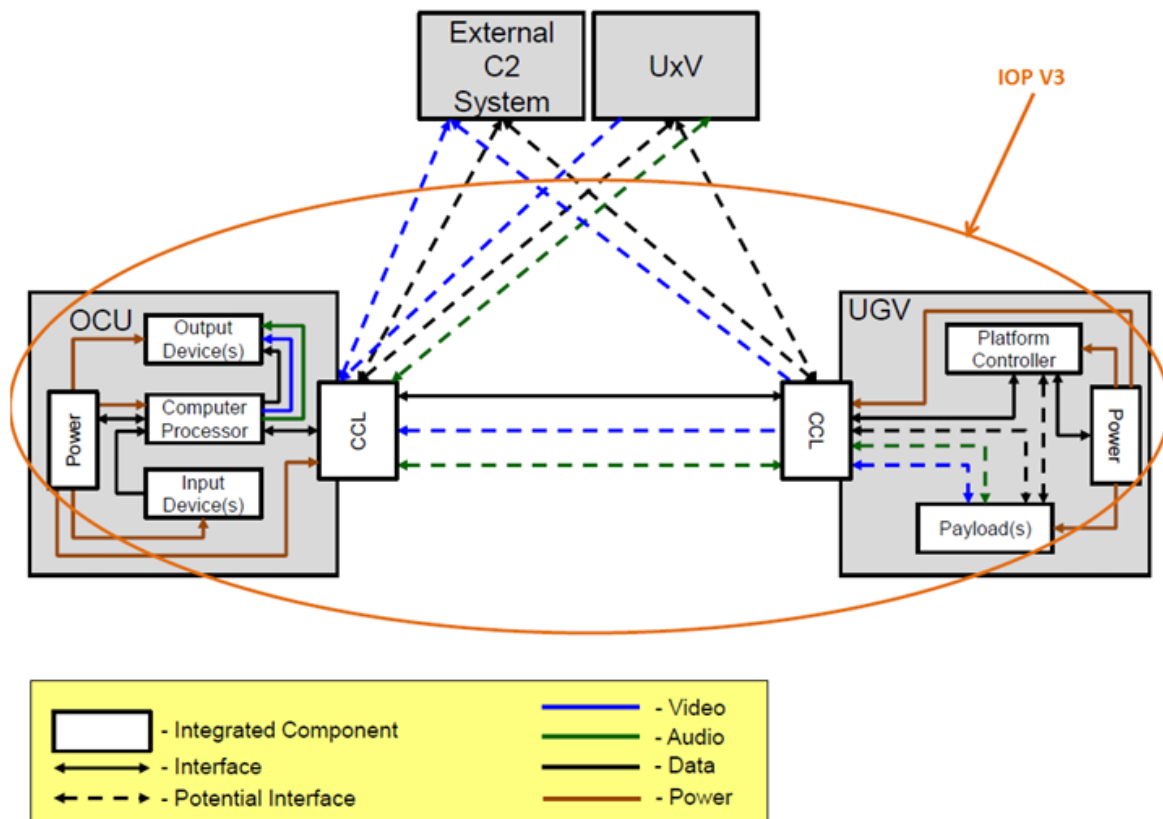 External
C2
System
UxV
IOP V3
OCU
Output
Device(s)
Computer
Processor
Input
Device(s)
Power
CCL
CCL
UGV
Platform
Controller
Power
Payload(s)
- Integrated Component
- Interface
- Potential Interface
- Video
- Audio
- Data
- Power